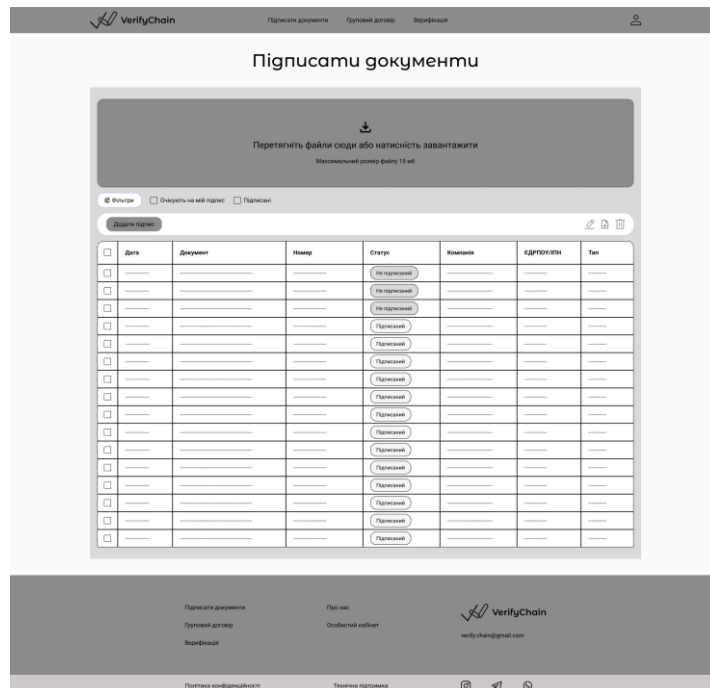 VerifyChain
Підписати документи Груповий договір Верифікація
Підписати документи
Перетягніть файли сюди або натисність завантажити
Максимальний розмір файлу 15 мб
Фільтри Очікують на мій підпис Підписані
Додати підпис
Дата Документ Номер Статус Компанія ЄДРПОУ/ІПН Тип
Не підписаний
Не підписаний
Не підписаний
Підписаний
Підписаний
Підписаний
Підписаний
Підписаний
Підписаний
Підписаний
Підписаний
Підписаний
Підписаний
Підписаний
Підписаний
Підписаний
Підписати документи
Груповий договір
Верифікація
Про нас
Особистий кабінет
VerifyChain
verify.chain@gmail.com
Політика конфіденційності Технічна підтримка